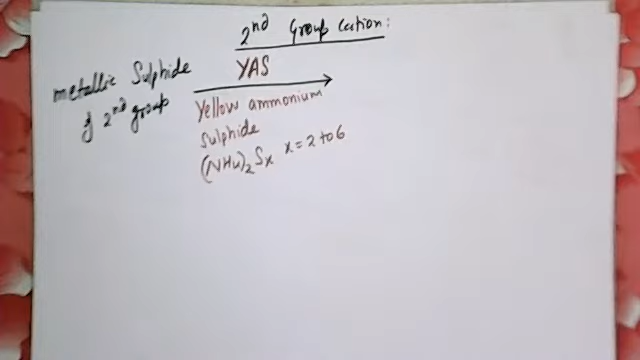 2nd Group Cation:
Metallic Sulphide
of 2nd group
YAS
Yellow ammonium
Sulphide
(NH4)2Sx x=2 to 6